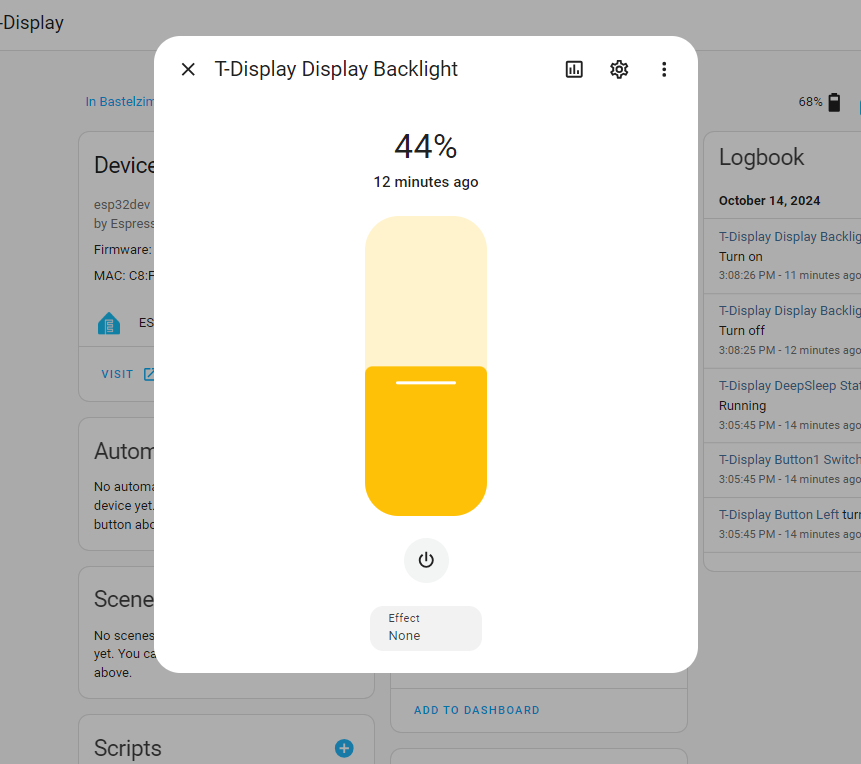 -Display
T-Display Display Backlight
In Bastelzim
68%
44%
12 minutes ago
Device
esp32dev
by Espress
Firmware:
MAC: C8:F
ES
VISIT
Autom
No automa
device yet.
button abo
Scene
No scenes
yet. You ca
above.
Scripts
Effect
None
ADD TO DASHBOARD
Logbook
October 14, 2024
T-Display Display Backlig
Turn on
3:08:26 PM - 11 minutes ago
T-Display Display Backlig
Turn off
3:08:25 PM - 12 minutes ago
T-Display DeepSleep Stat
Running
3:05:45 PM - 14 minutes ago
T-Display Button1 Switch
3:05:45 PM - 14 minutes ago
T-Display Button Left turn
3:05:45 PM - 14 minutes ago